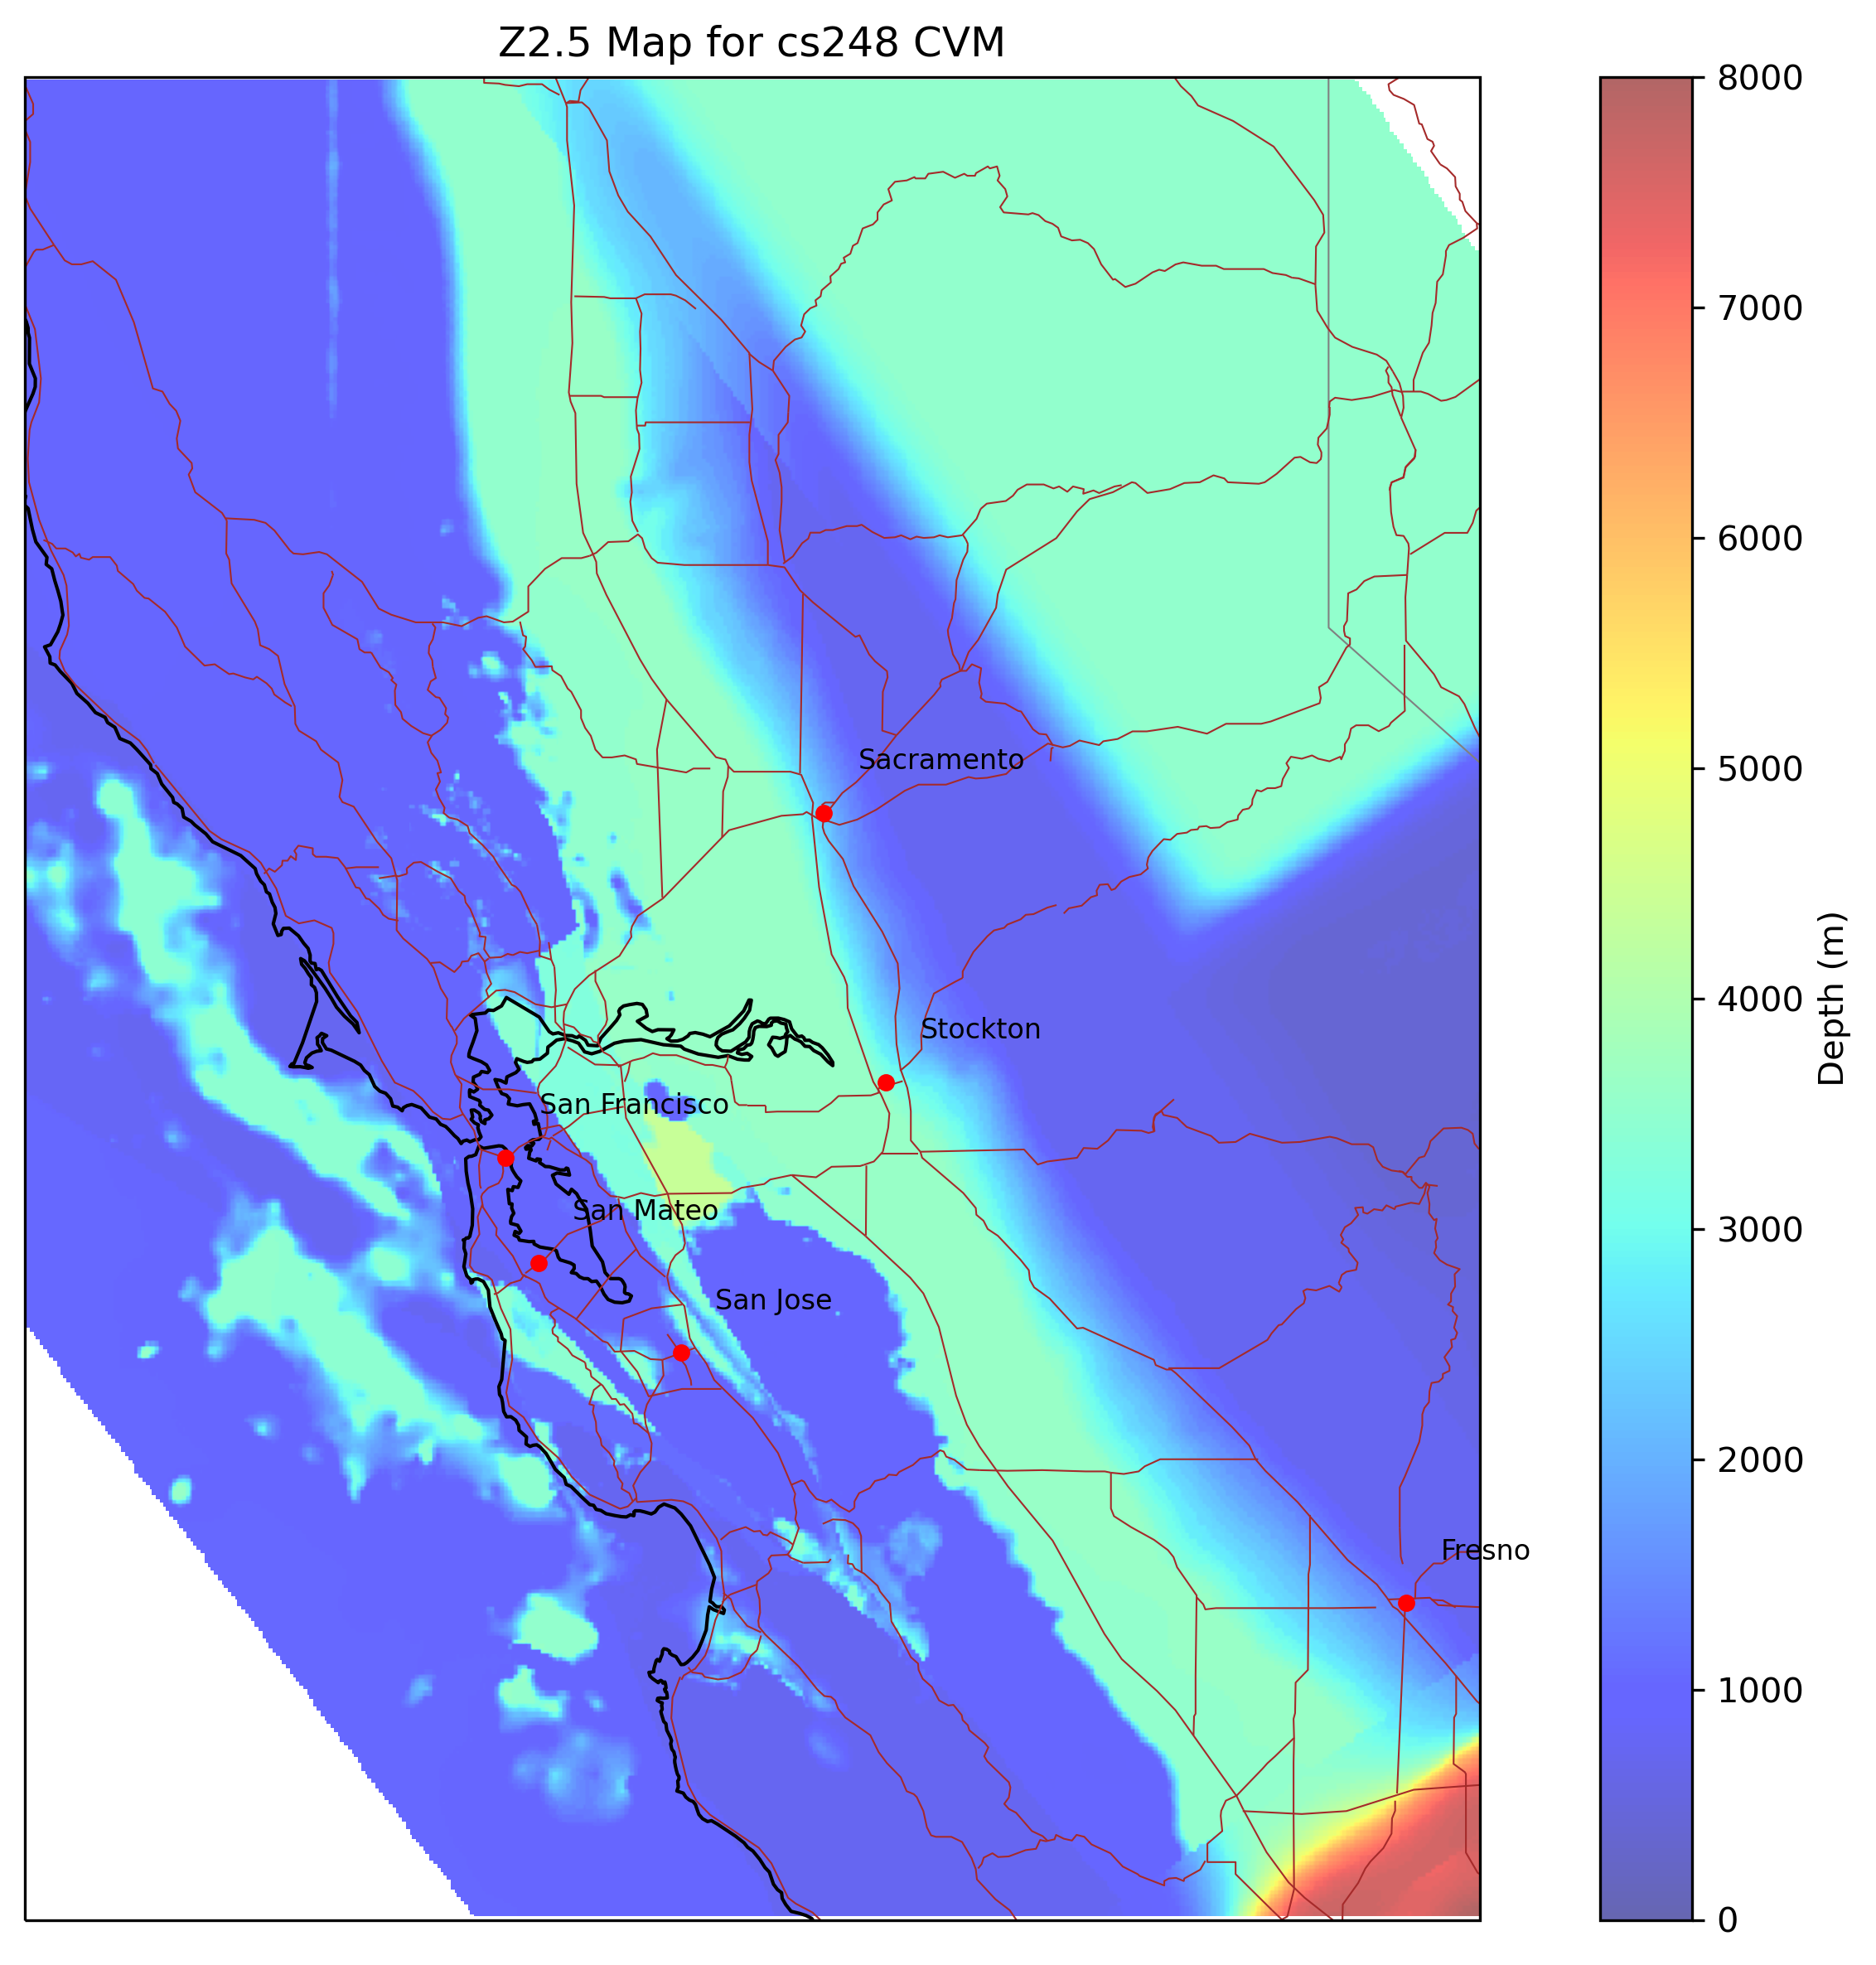 Z2.5 Map for cs248 CVM
Sacramento
Stockton
San Francisco
San Mateo
San Jose
Fresno
8000
7000
6000
5000
4000
3000
2000
1000
0
Depth (m)